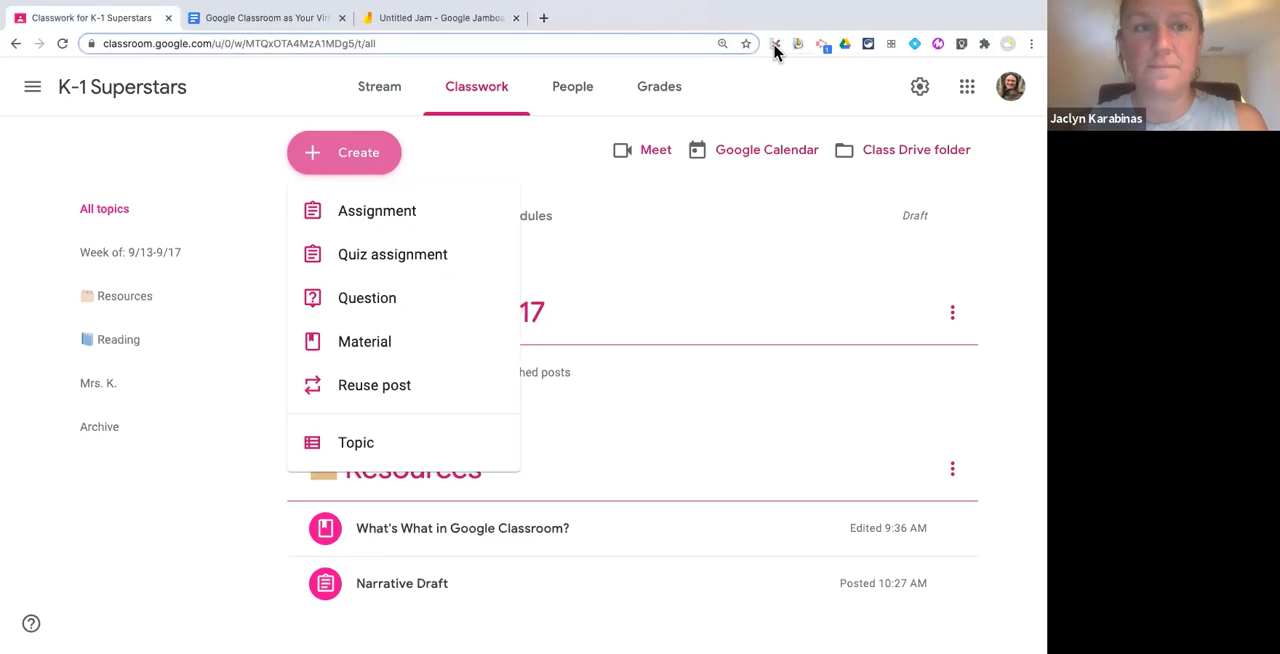 Classwork for K-1 Superstars
Google Classroom as Your Vir
Untitled Jam - Google Jamboa
classroom.google.com/u/0/w/MTQxOTA4MzA1MDg5/t/all
Jaclyn Karabinas
K-1 Superstars
Stream
Classwork
People
Grades
Create
Meet
Google Calendar
Class Drive folder
All topics
Week of: 9/13-9/17
Resources
Reading
Mrs. K.
Archive
Assignment
Quiz assignment
Question
Material
Reuse post
Topic
dules
Draft
17
hed posts
Resources
What's What in Google Classroom?
Edited 9:36 AM
Narrative Draft
Posted 10:27 AM